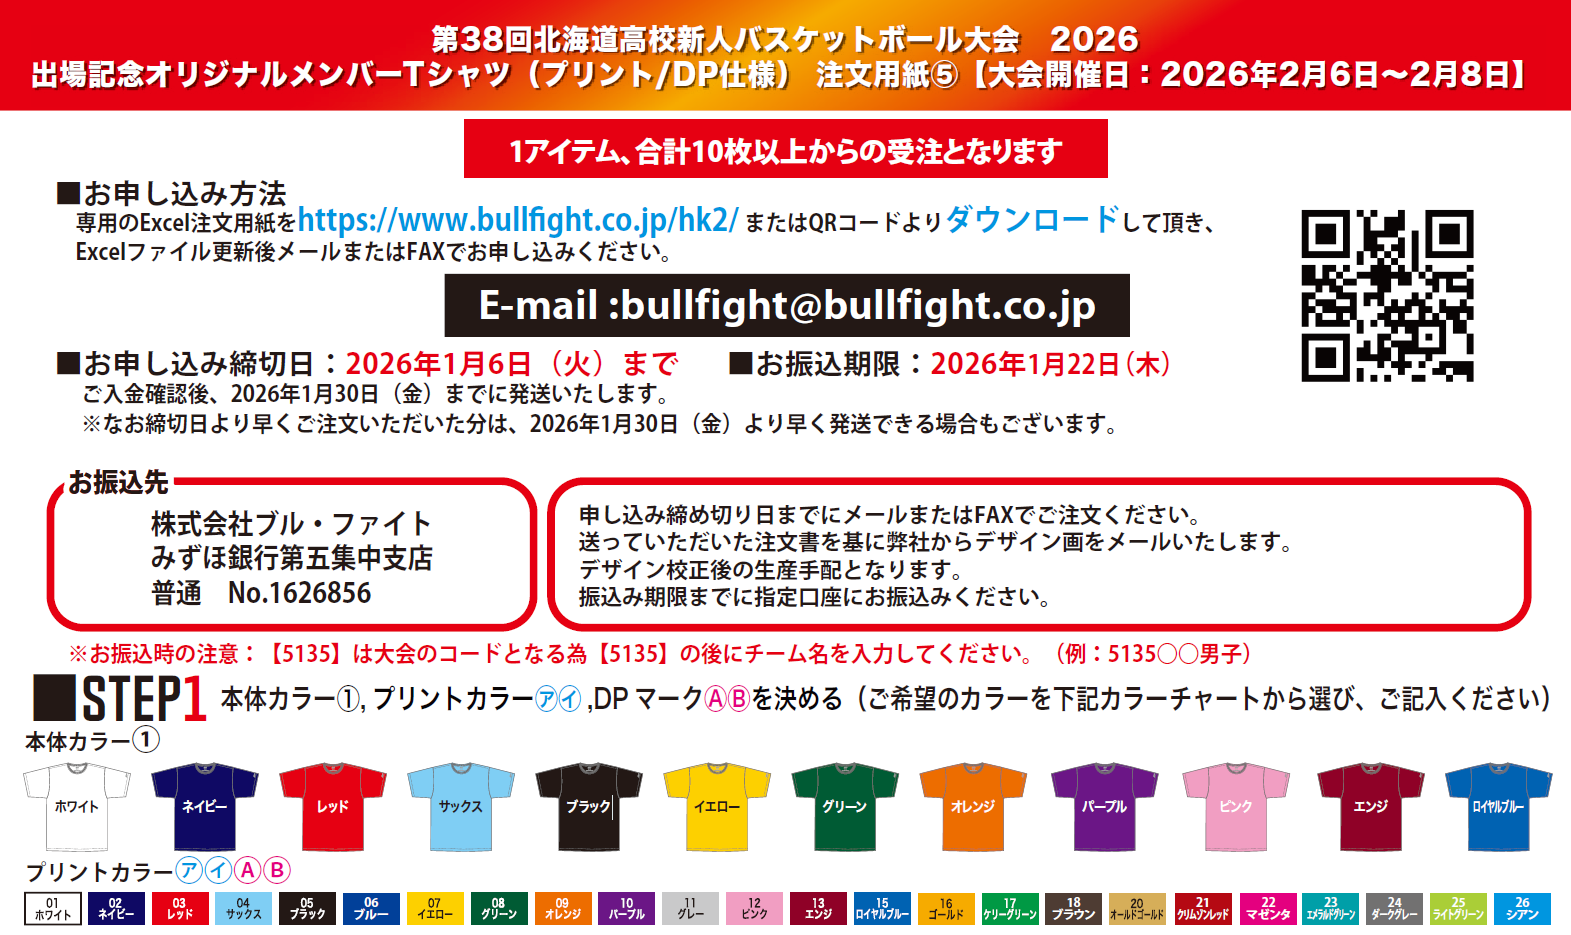 第38回北海道高校新人バスケットボール大会　2026
出場記念オリジナルメンバーTシャツ（プリント/DP仕様） 注文用紙⑤【大会開催日：2026年2月6日～2月8日】
1アイテム、合計10枚以上からの受注となります
■お申し込み方法
専用のExcel注文用紙をhttps://www.bullfight.co.jp/hk2/ またはQRコードよりダウンロードして頂き、
Excelファイル更新後メールまたはFAXでお申し込みください。
E-mail :bullfight@bullfight.co.jp
■お申し込み締切日：2026年1月6日（火）まで　■お振込期限：2026年1月22日（木）
ご入金確認後、2026年1月30日（金）までに発送いたします。
※なお締切日より早くご注文いただいた分は、2026年1月30日（金）より早く発送できる場合もございます。
お振込先
株式会社ブル・ファイト
みずほ銀行第五集中支店
普通　No.1626856
申し込み締め切り日までにメールまたはFAXでご注文ください。
送っていただいた注文書を基に弊社からデザイン画をメールいたします。
デザイン校正後の生産手配となります。
振込み期限までに指定口座にお振込みください。
※お振込時の注意：【5135】は大会のコードとなる為【5135】の後にチーム名を入力してください。（例：5135○○男子）
■STEP1 本体カラー①, プリントカラー㋐㋑ ,DP マークⒶⒷを決める（ご希望のカラーを下記カラーチャートから選び、ご記入ください）
本体カラー①
ホワイト ネイビー レッド サックス ブラック イエロー グリーン オレンジ パープル ピンク エンジ ロイヤルブルー
プリントカラー㋐㋑ⒶⒷ
01 02 03 04 05 06 07 08 09 10 11 12 13 15 16 17 18 20 21 22 23 24 25 26
ホワイト ネイビー レッド サックス ブラック ブルー イエロー グリーン オレンジ パープル グレー ピンク エンジ ロイヤルブルー ゴールド ケリーグリーン ブラウン オールドゴールド クリムゾンレッド マゼンタ エメラルドグリーン ダークグレー ライトグリーン シアン